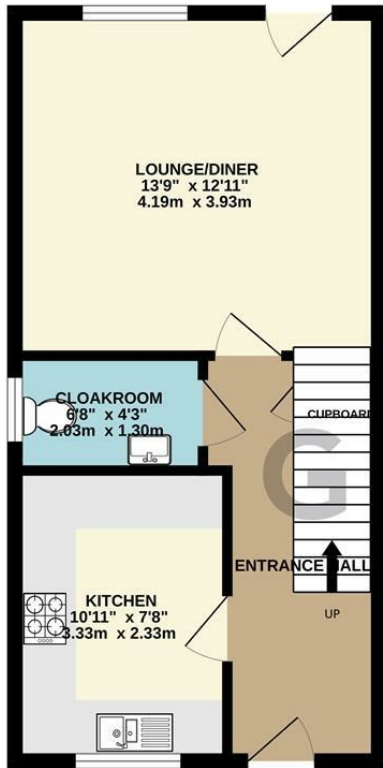 LOUNGE/DINER
13'9" x 12'11"
4.19m x 3.93m
CLOAKROOM
6'8" x 4'3"
2.03m x 1.30m
CUPBOARD
G
ENTRANCE HALL
KITCHEN
10'11" x 7'8"
3.33m x 2.33m
UP